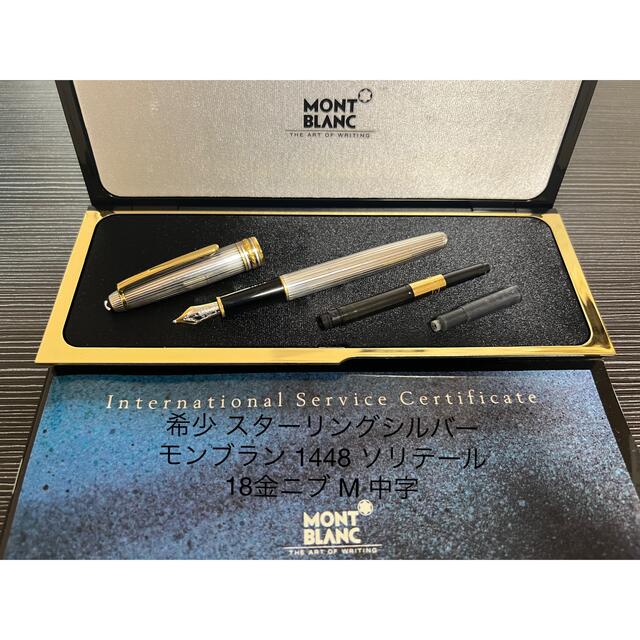 MONT
BLANC
THE ART OF WRITING
International Service Certificate
希少 スターリングシルバー
モンブラン 1448 ソリテール
18金ニブ M 中字
MONT
BLANC
THE ART OF WRITING